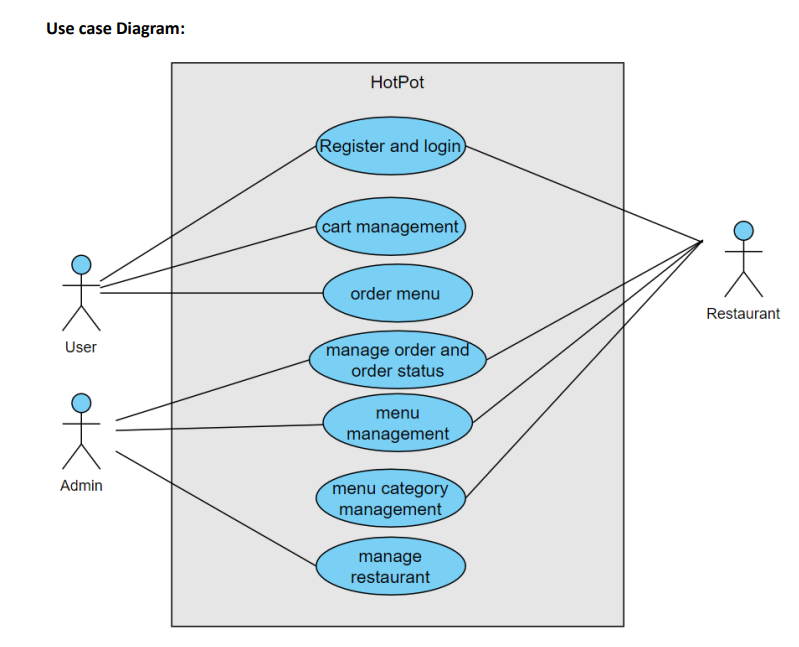 Use case Diagram:
HotPot
Register and login
cart management
order menu
manage order and
order status
menu
management
menu category
management
manage
restaurant
User
Admin
Restaurant